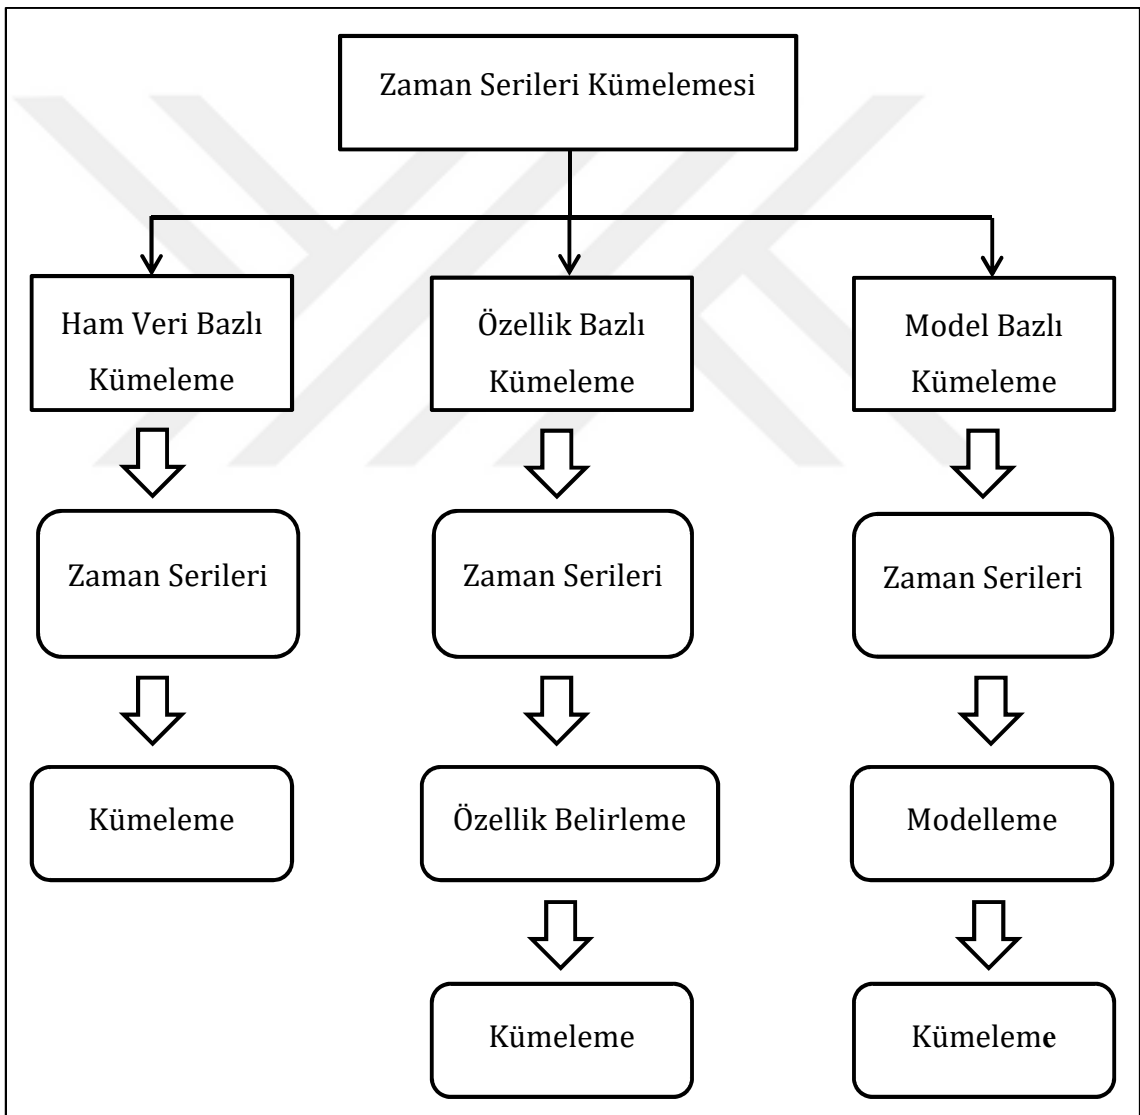 Zaman Serileri Kümelemesi
Ham Veri Bazlı
Kümeleme
Özellik Bazlı
Kümeleme
Model Bazlı
Kümeleme
Zaman Serileri
Zaman Serileri
Zaman Serileri
Kümeleme
Özellik Belirleme
Modelleme
Kümeleme
Kümeleme